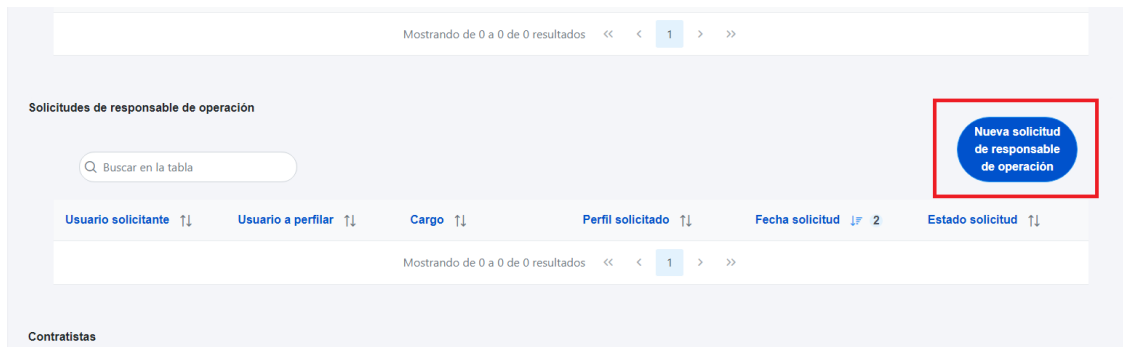 Mostrando de 0 a 0 de 0 resultados << < 1 > >>
Solicitudes de responsable de operación
Nueva solicitud
de responsable
de operación
Buscar en la tabla
Usuario solicitante Usuario a perfilar Cargo Perfil solicitado Fecha solicitud 2 Estado solicitud
Mostrando de 0 a 0 de 0 resultados << < 1 > >>
Contratistas